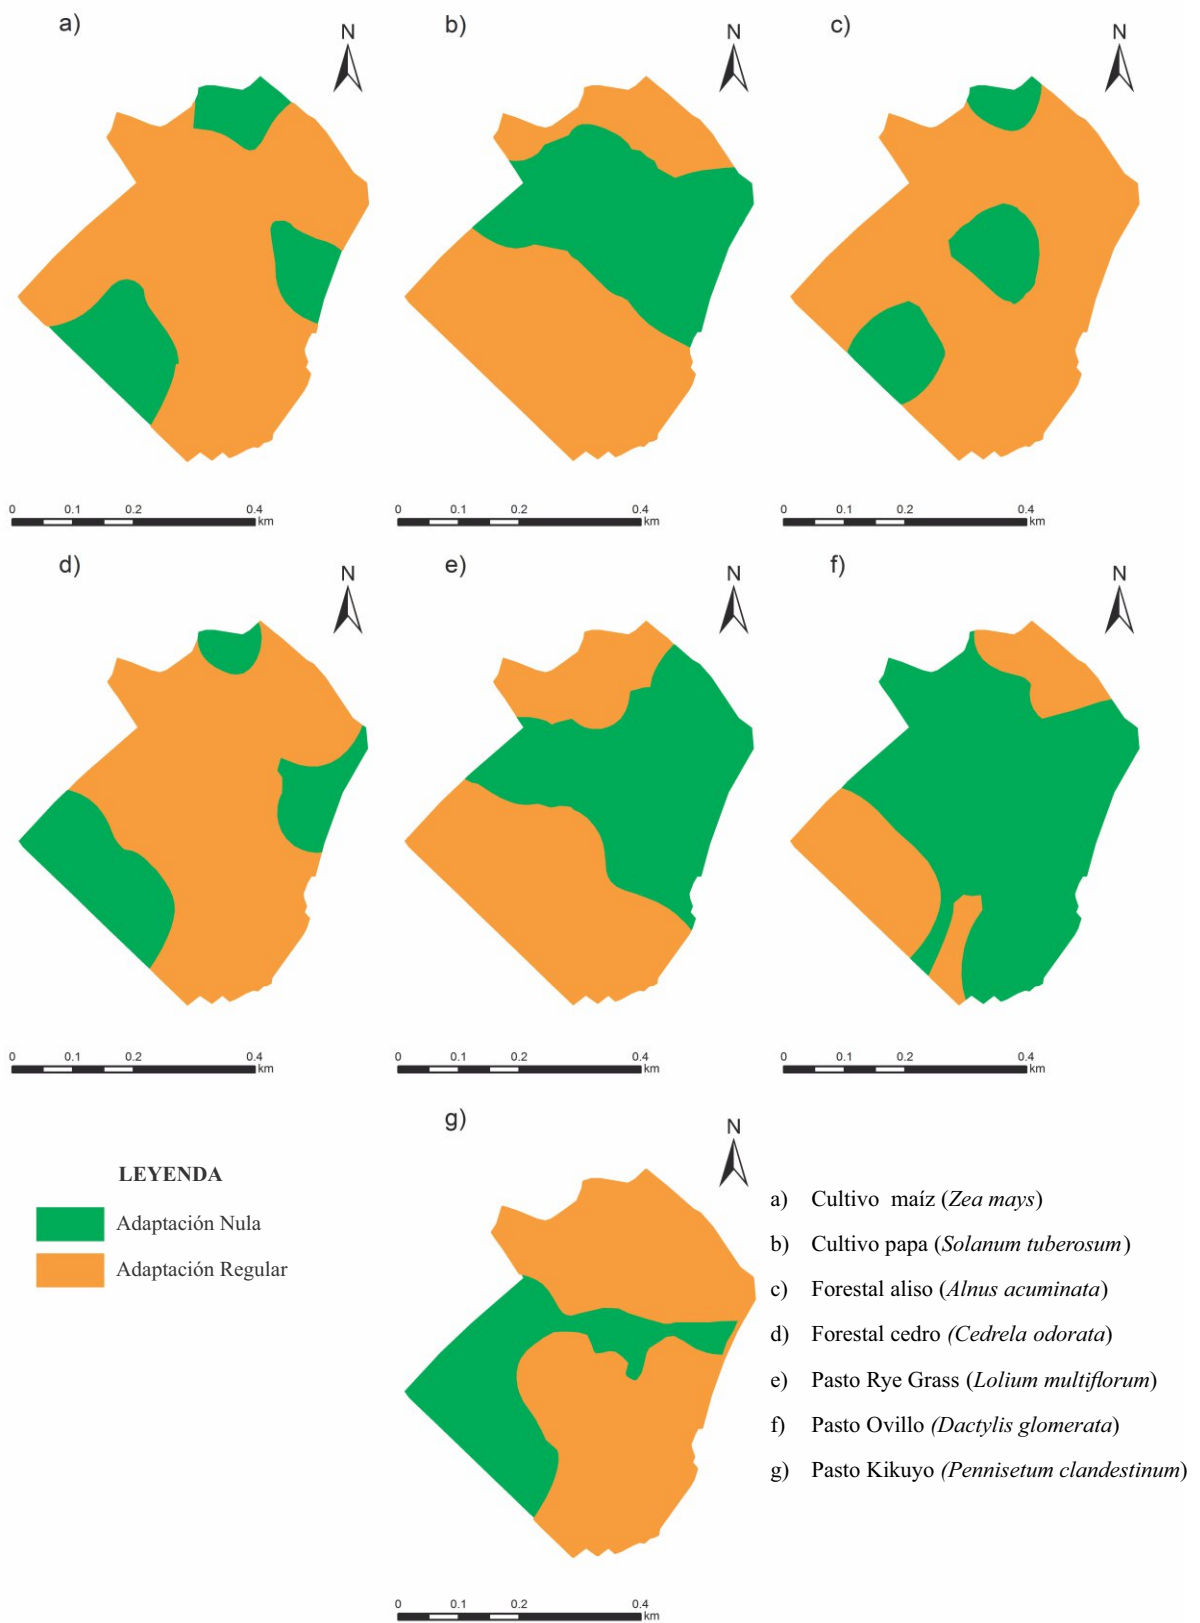 a)
N
b)
N
c)
N
0 0.1 0.2 0.4
km
0 0.1 0.2 0.4
km
0 0.1 0.2 0.4
km
d)
N
e)
N
f)
N
0 0.1 0.2 0.4
km
0 0.1 0.2 0.4
km
0 0.1 0.2 0.4
km
g)
N
LEYENDA
Adaptación Nula
Adaptación Regular
a) Cultivo maíz (Zea mays)
b) Cultivo papa (Solanum tuberosum)
c) Forestal aliso (Alnus acuminata)
d) Forestal cedro (Cedrela odorata)
e) Pasto Rye Grass (Lolium multiflorum)
f) Pasto Ovillo (Dactylis glomerata)
g) Pasto Kikuyo (Pennisetum clandestinum)
0 0.1 0.2 0.4
km